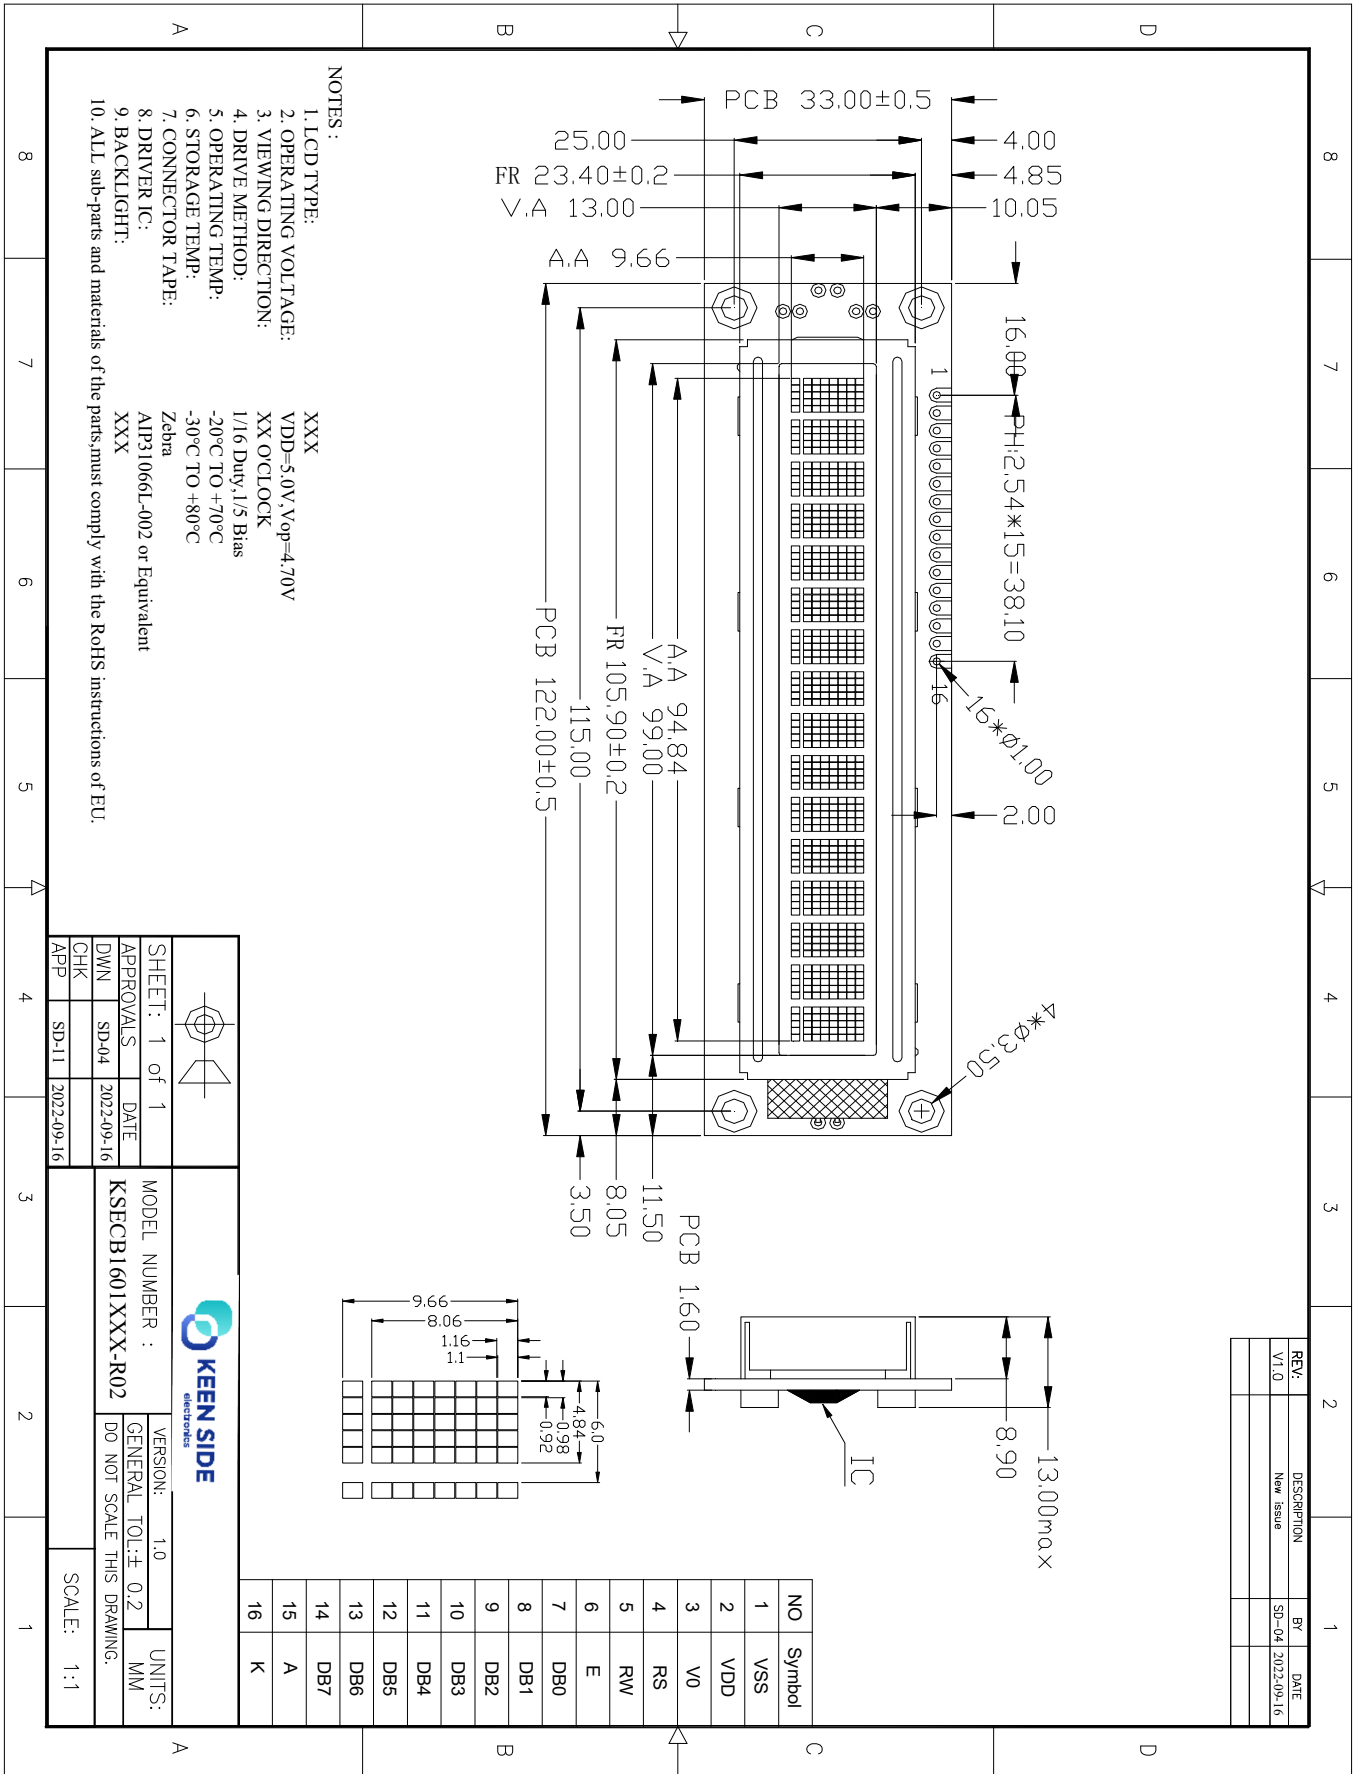 REV:
DESCRIPTION
BY
DATE
V1.0
New issue
SD-04
2022-09-16
8
7
6
5
4
3
2
1
D
C
B
A
PCB 33.00±0.5
25.00
FR 23.40±0.2
V.A 13.00
A.A 9.66
4.00
4.85
10.05
16.00
PH:2.54*15=38.10
1
16
16*Ø1.00
2.00
4*Ø3.50
A.A 94.84
V.A 99.00
FR 105.90±0.2
115.00
PCB 122.00±0.5
11.50
8.05
3.50
PCB 1.60
13.00max
8.90
IC
6.0
4.84
0.98
0.92
9.66
8.06
1.16
1.1
NO Symbol
1 VSS
2 VDD
3 V0
4 RS
5 RW
6 E
7 DB0
8 DB1
9 DB2
10 DB3
11 DB4
12 DB5
13 DB6
14 DB7
15 A
16 K
NOTES :
1. LCD TYPE: XXX
2. OPERATING VOLTAGE: VDD=5.0V,Vop=4.70V
3. VIEWING DIRECTION: XX O'CLOCK
4. DRIVE METHOD: 1/16 Duty,1/5 Bias
5. OPERATING TEMP: -20°C TO +70°C
6. STORAGE TEMP: -30°C TO +80°C
7. CONNECTOR TAPE: Zebra
8. DRIVER IC: AIP31066L-002 or Equivalent
9. BACKLIGHT: XXX
10. ALL sub-parts and materials of the parts,must comply with the RoHS instructions of EU.
SHEET: 1 of 1
APPROVALS DATE
DWN SD-04 2022-09-16
CHK
APP SD-11 2022-09-16
KEEN SIDE
electronics
MODEL NUMBER :
KSECB1601XXX-R02
VERSION: 1.0
GENERAL TOL:± 0.2
DO NOT SCALE THIS DRAWING.
UNITS:
MM
SCALE: 1:1
8
7
6
5
4
3
2
1
D
C
B
A